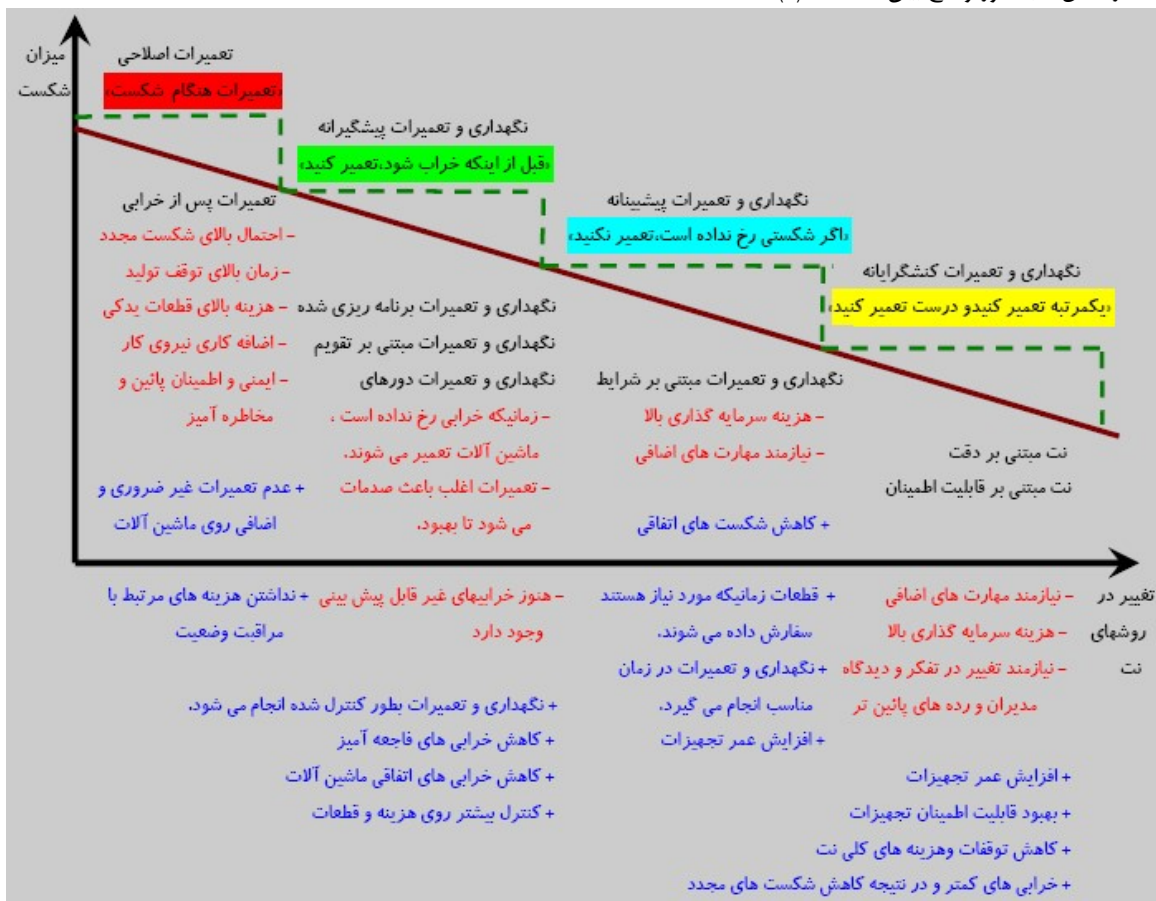 میزان
شکست
تعمیرات اصلاحی
«تعمیرات هنگام شکست»
تعمیرات پس از خرابی
- احتمال بالای شکست مجدد
- زمان بالای توقف تولید
- هزینه بالای قطعات یدکی
- اضافه کاری نیروی کار
- ایمنی و اطمینان پائین و
مخاطره آمیز
+ عدم تعمیرات غیر ضروری و
اضافی روی ماشین آلات
+ نداشتن هزینه های مرتبط با
مراقبت وضعیت
نگهداری و تعمیرات پیشگیرانه
«قبل از اینکه خراب شود،تعمیر کنید»
نگهداری و تعمیرات برنامه ریزی شده
نگهداری و تعمیرات مبتنی بر تقویم
نگهداری و تعمیرات دورهای
- زمانیکه خرابی رخ نداده است ،
ماشین آلات تعمیر می شوند.
- تعمیرات اغلب باعث صدمات
می شود تا بهبود.
- هنوز خرابیهای غیر قابل پیش بینی
وجود دارد
+ نگهداری و تعمیرات بطور کنترل شده انجام می شود.
+ کاهش خرابی های فاجعه آمیز
+ کاهش خرابی های اتفاقی ماشین آلات
+ کنترل بیشتر روی هزینه و قطعات
نگهداری و تعمیرات پیشبینانه
«اگر شکستی رخ نداده است،تعمیر نکنید»
نگهداری و تعمیرات مبتنی بر شرایط
- هزینه سرمایه گذاری بالا
- نیازمند مهارت های اضافی
+ کاهش شکست های اتفاقی
+ قطعات زمانیکه مورد نیاز هستند
سفارش داده می شوند.
+ نگهداری و تعمیرات در زمان
مناسب انجام می گیرد.
+ افزایش عمر تجهیزات
نگهداری و تعمیرات کنشگرایانه
«یکمرتبه تعمیر کنیدو درست تعمیر کنید»
نت مبتنی بر دقت
نت مبتنی بر قابلیت اطمینان
- نیازمند مهارت های اضافی
- هزینه سرمایه گذاری بالا
- نیازمند تغییر در تفکر و دیدگاه
مدیران و رده های پائین تر
+ افزایش عمر تجهیزات
+ بهبود قابلیت اطمینان تجهیزات
+ کاهش توقفات وهزینه های کلی نت
+ خرابی های کمتر و در نتیجه کاهش شکست های مجدد
تغییر در
روشهای
نت